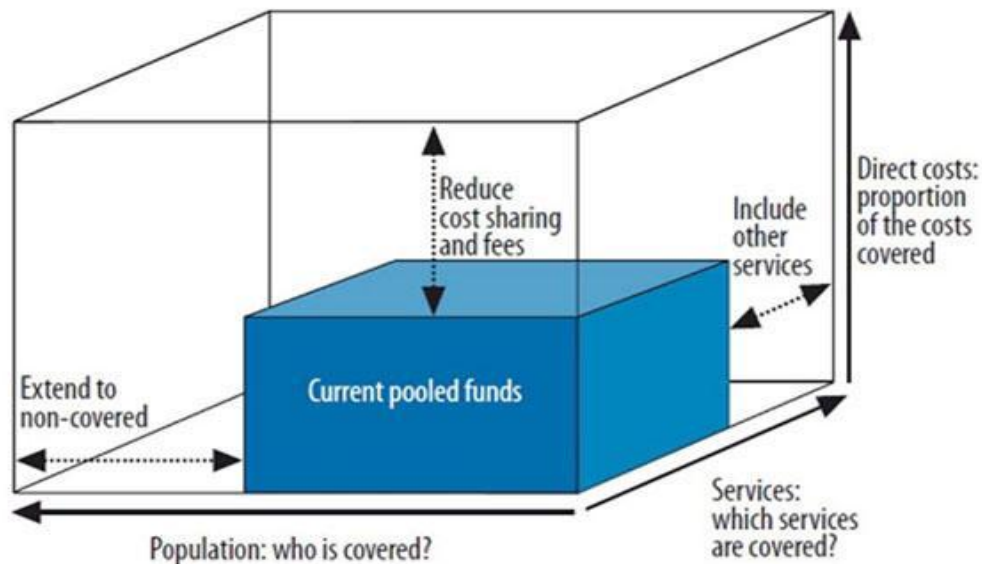 Reduce
cost sharing
and fees
Include
other
services
Direct costs:
proportion
of the costs
covered
Extend to
non-covered
Current pooled funds
Services:
which services
are covered?
Population: who is covered?